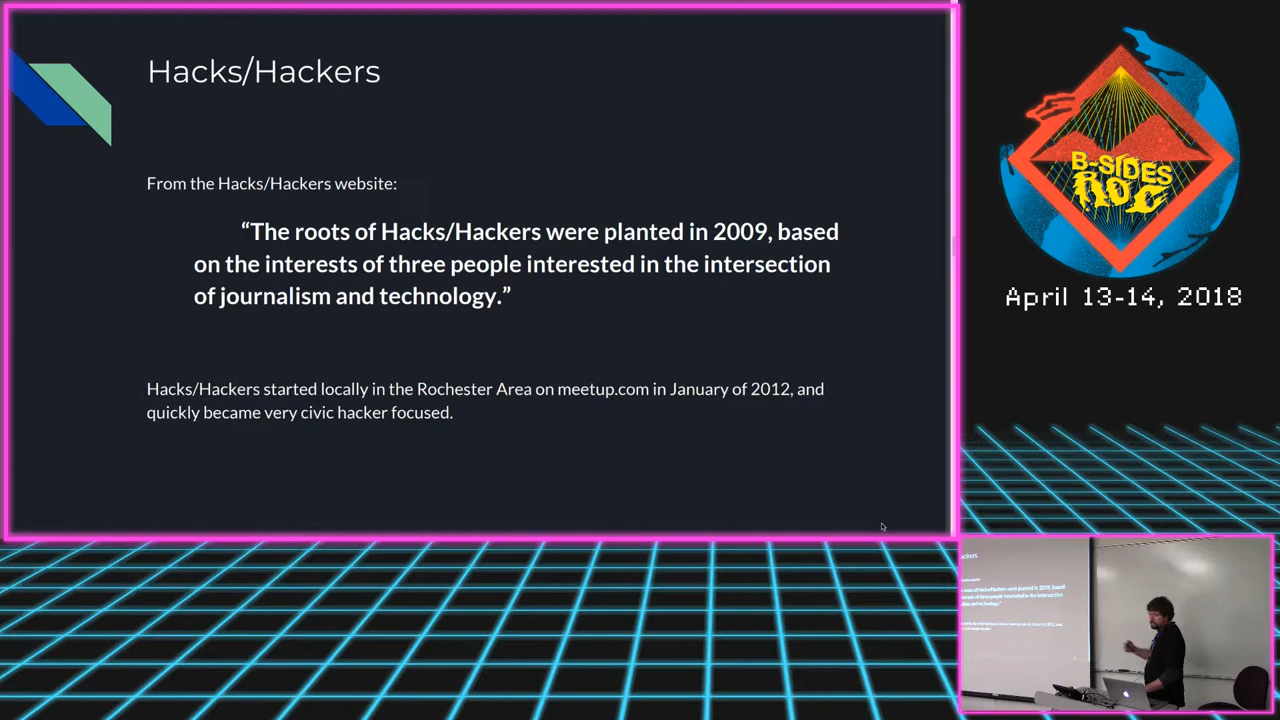 Hacks/Hackers
From the Hacks/Hackers website:
“The roots of Hacks/Hackers were planted in 2009, based
on the interests of three people interested in the intersection
of journalism and technology.”
Hacks/Hackers started locally in the Rochester Area on meetup.com in January of 2012, and
quickly became very civic hacker focused.
B-SIDES
ROC
April 13-14, 2018